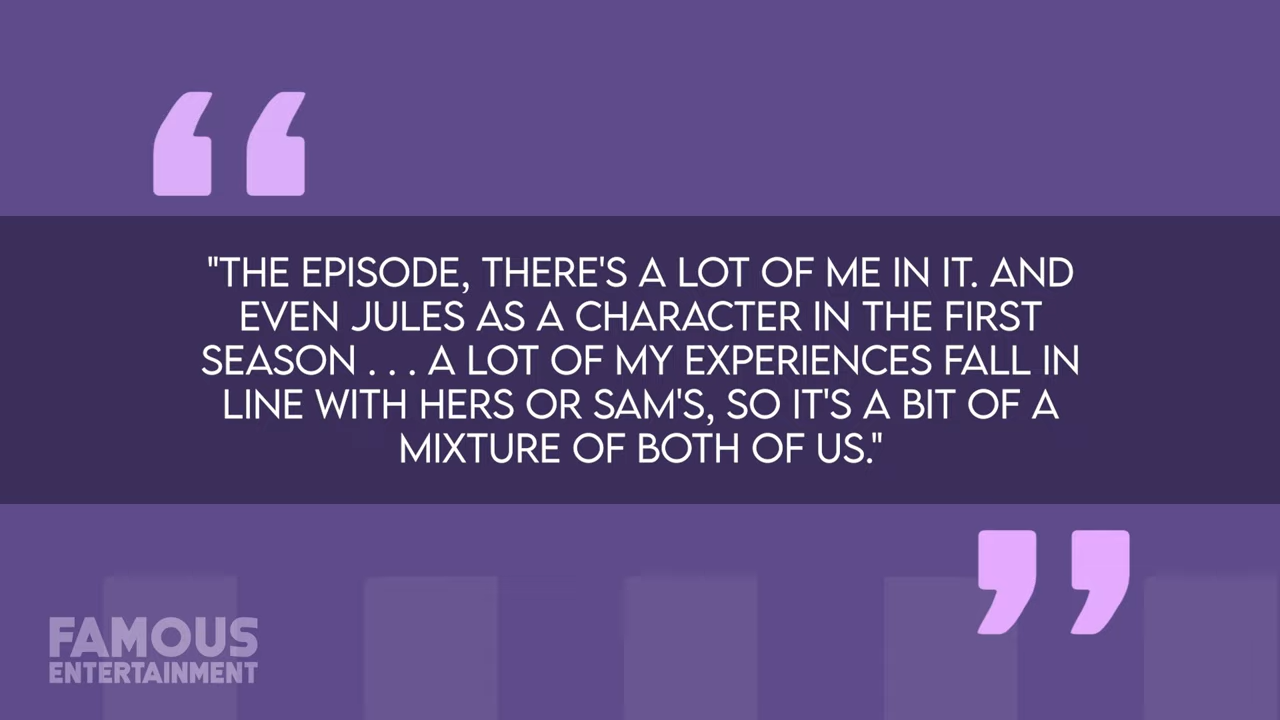 "THE EPISODE, THERE'S A LOT OF ME IN IT. AND
EVEN JULES AS A CHARACTER IN THE FIRST
SEASON . . . A LOT OF MY EXPERIENCES FALL IN
LINE WITH HERS OR SAM'S, SO IT'S A BIT OF A
MIXTURE OF BOTH OF US."
FAMOUS
ENTERTAINMENT